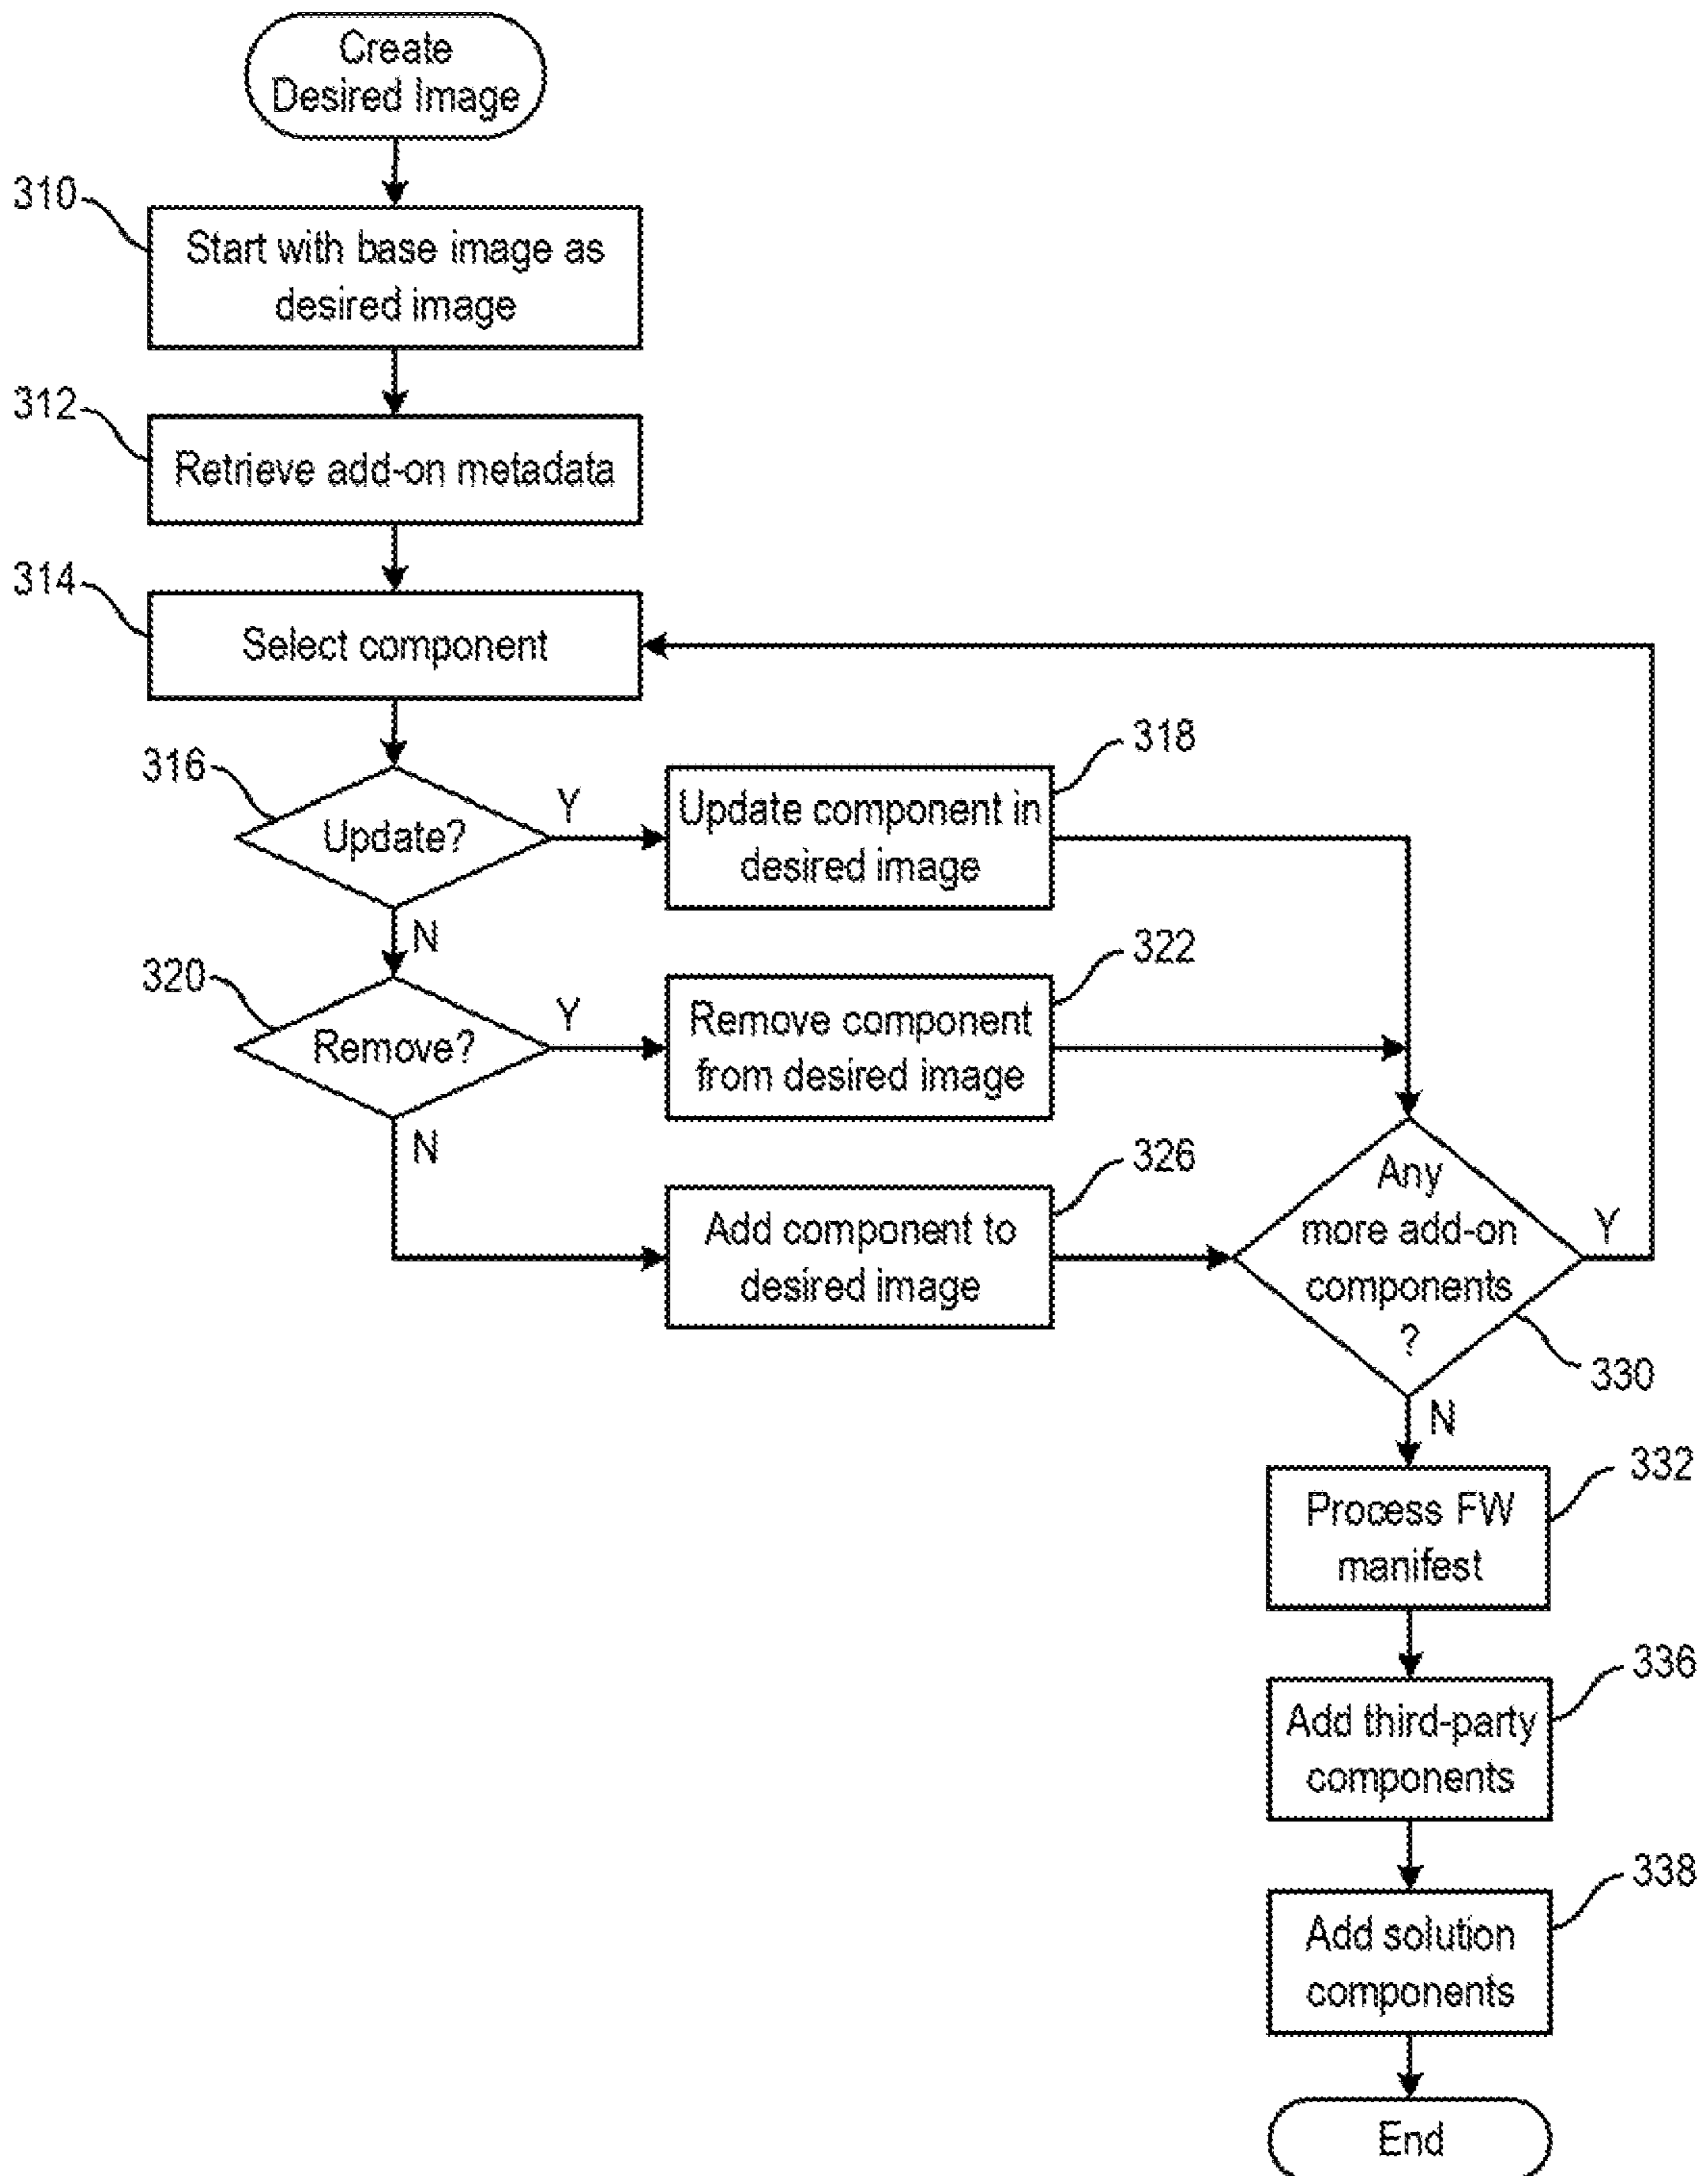 Create
Desired Image
310
Start with base image as
desired image
312
Retrieve add-on metadata
314
Select component
316
Update?
Y
N
318
Update component in
desired image
320
Remove?
Y
N
322
Remove component
from desired image
326
Add component to
desired image
Any
more add-on
components
?
Y
330
N
332
Process FW
manifest
336
Add third-party
components
338
Add solution
components
End